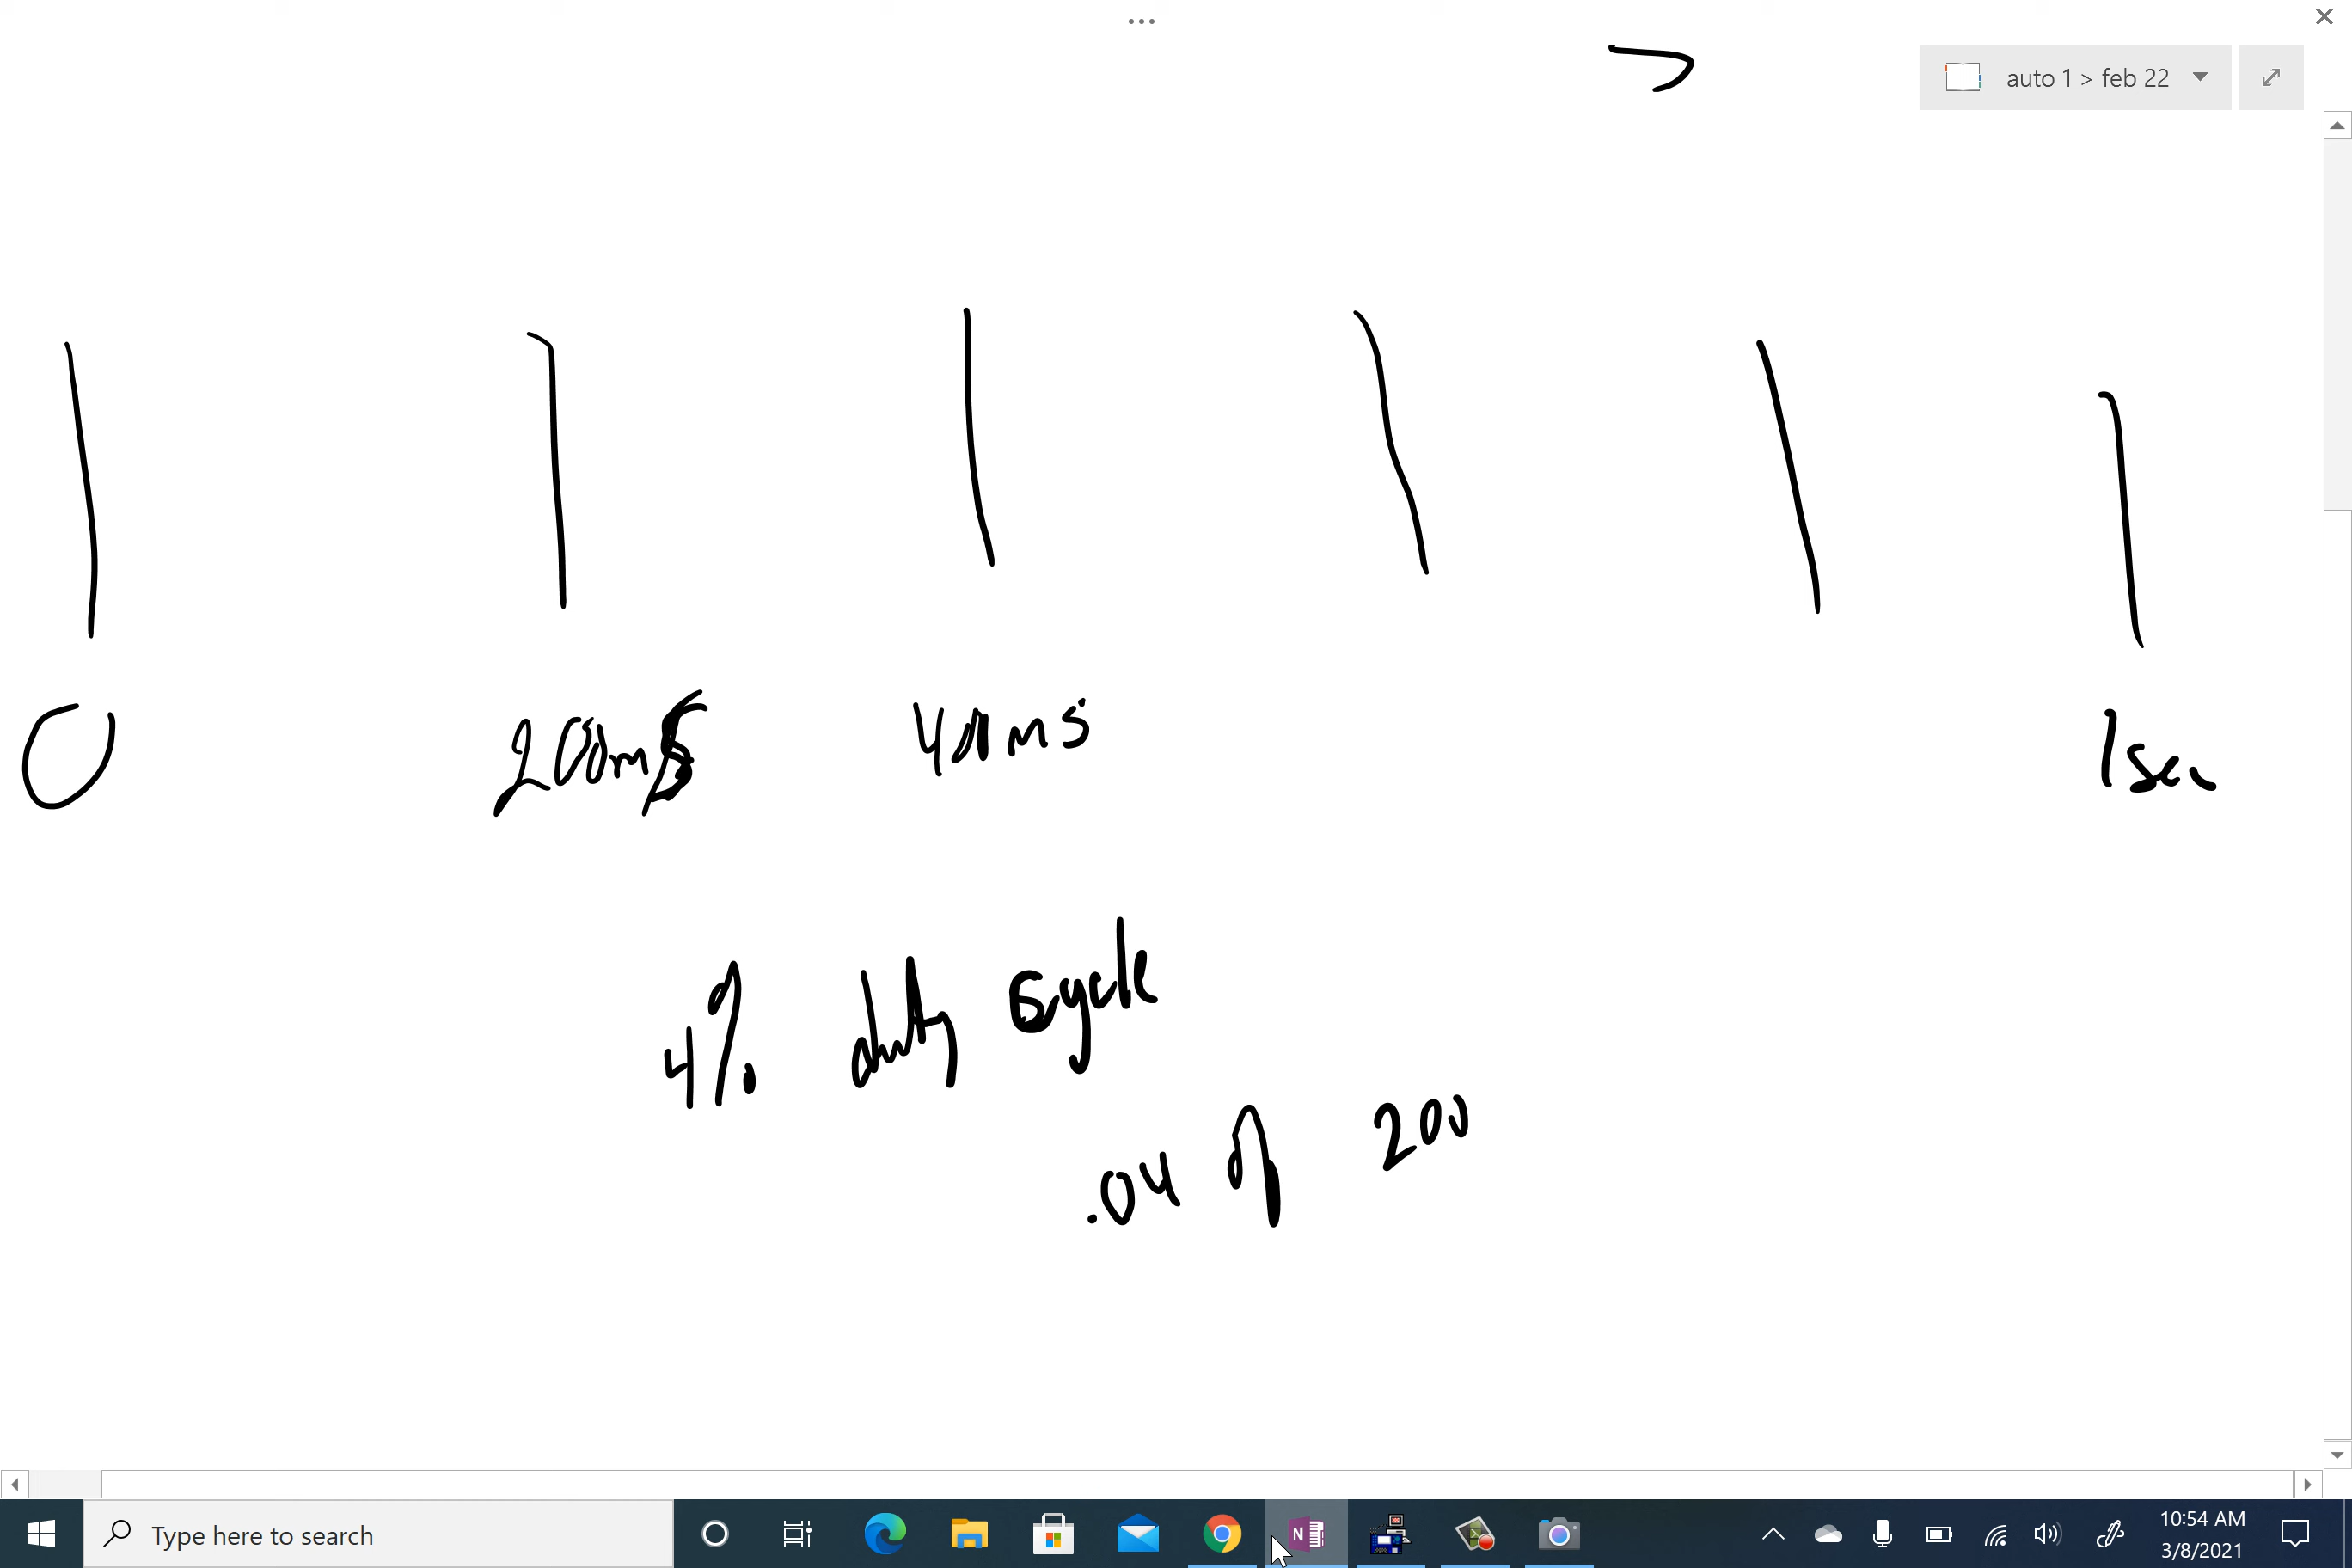 auto 1 > feb 22
0 200ms 400ms 1sec
4% duty cycle
.04 of 200
Type here to search
10:54 AM
3/8/2021